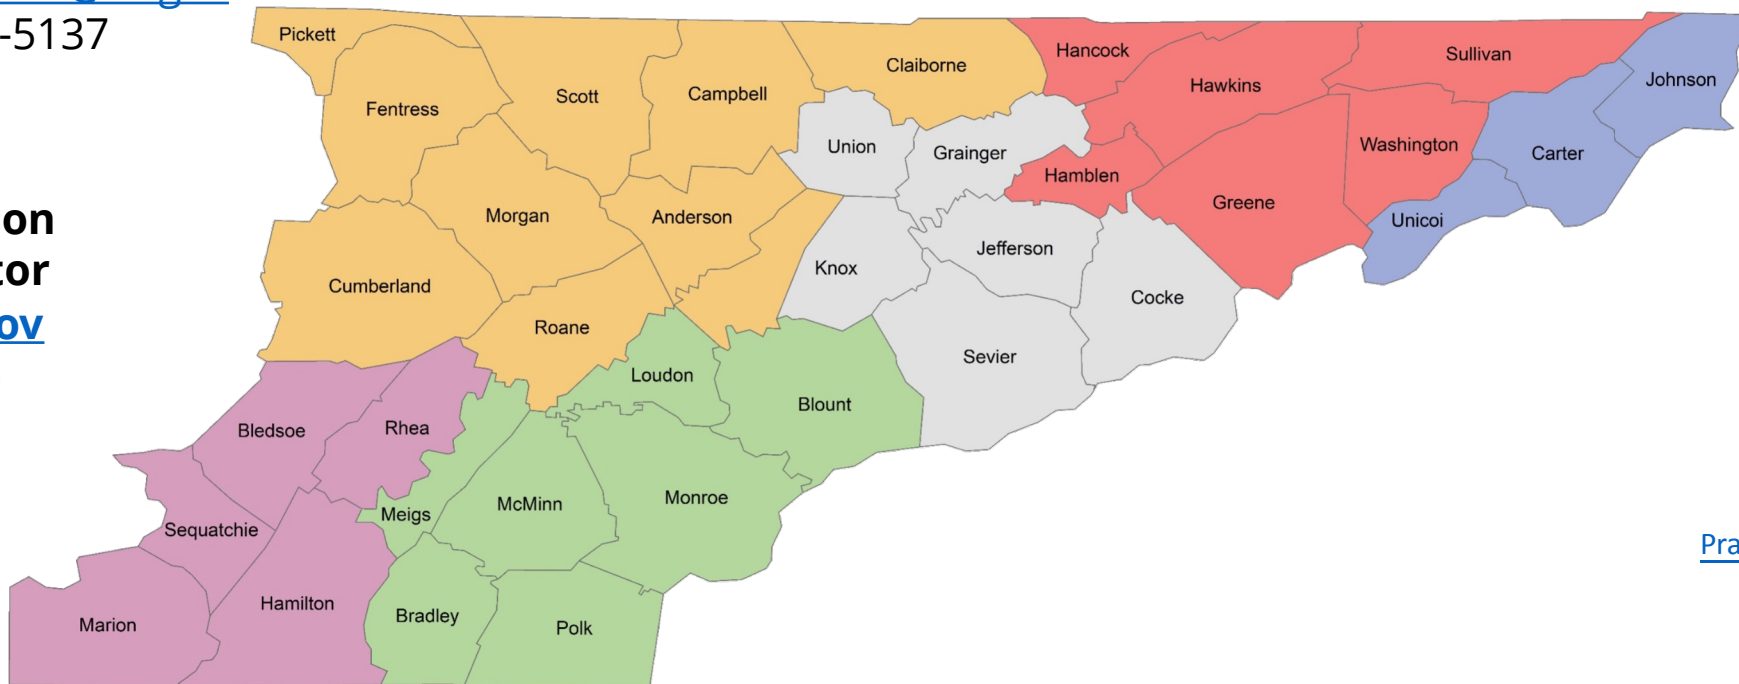 -5137
on
tor
ov
Pra
Pickett
Fentress
Scott
Campbell
Claiborne
Hancock
Hawkins
Sullivan
Johnson
Union
Grainger
Hamblen
Washington
Carter
Morgan
Anderson
Greene
Unicoi
Cumberland
Knox
Jefferson
Cocke
Roane
Sevier
Loudon
Blount
Bledsoe
Rhea
McMinn
Monroe
Meigs
Sequatchie
Hamilton
Bradley
Marion
Polk